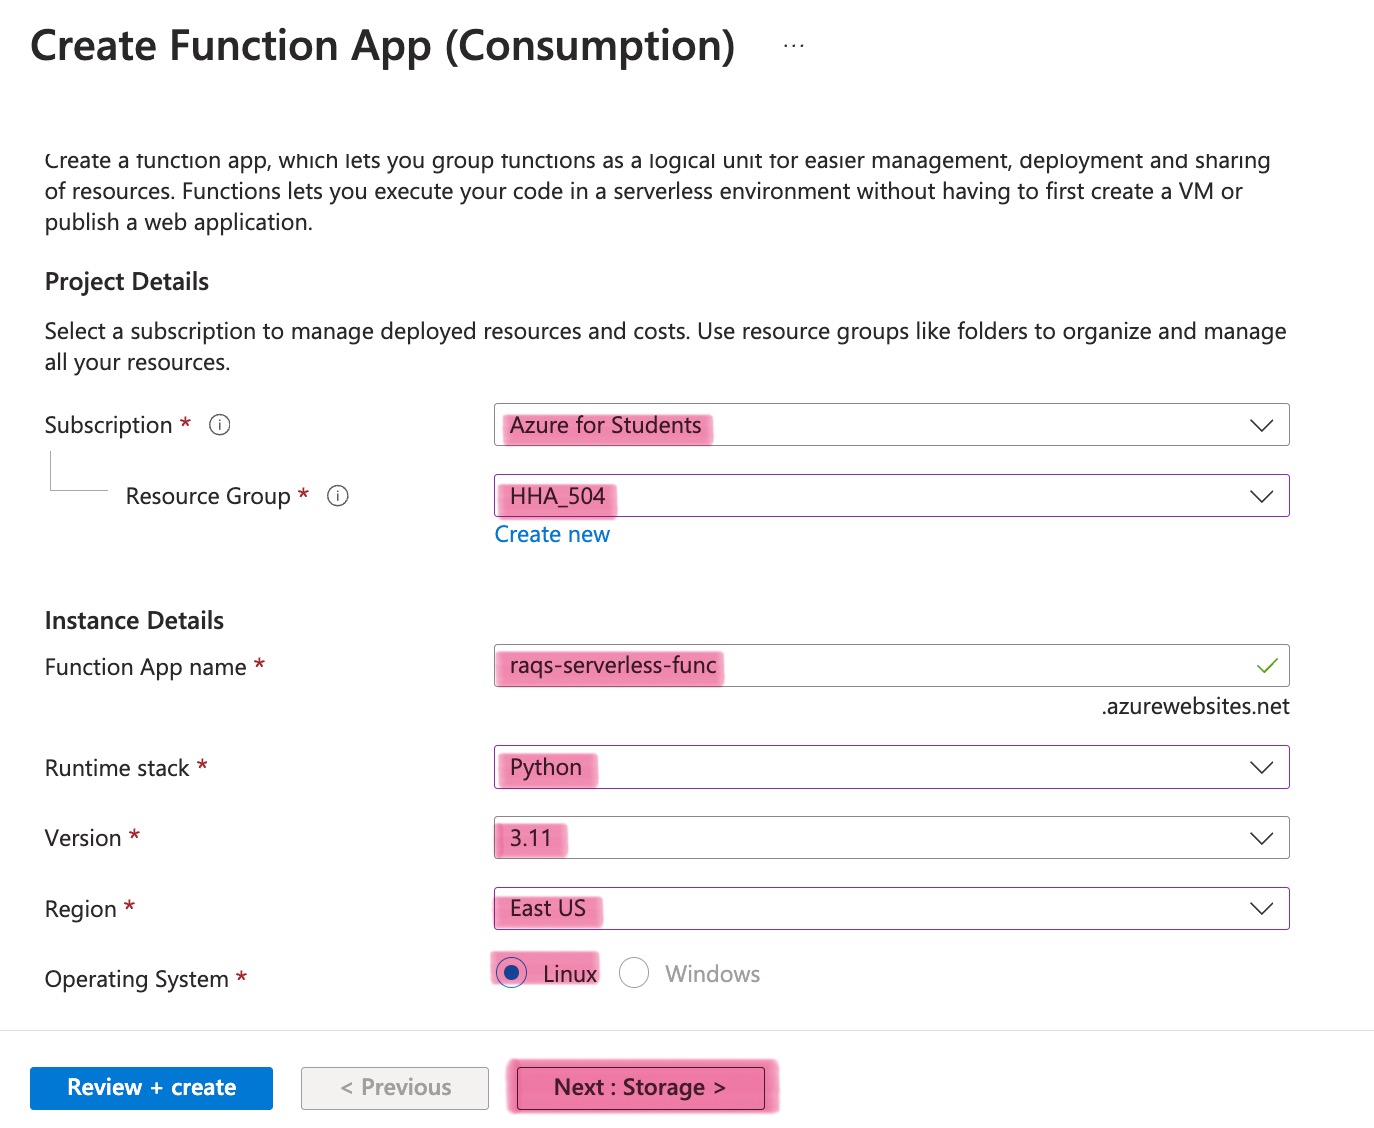 Create Function App (Consumption) ...
Create a function app, which lets you group functions as a logical unit for easier management, deployment and sharing
of resources. Functions lets you execute your code in a serverless environment without having to first create a VM or
publish a web application.
Project Details
Select a subscription to manage deployed resources and costs. Use resource groups like folders to organize and manage
all your resources.
Subscription * i Azure for Students
Resource Group * i HHA_504
Create new
Instance Details
Function App name * raqs-serverless-func
.azurewebsites.net
Runtime stack * Python
Version * 3.11
Region * East US
Operating System * Linux Windows
Review + create < Previous Next : Storage >